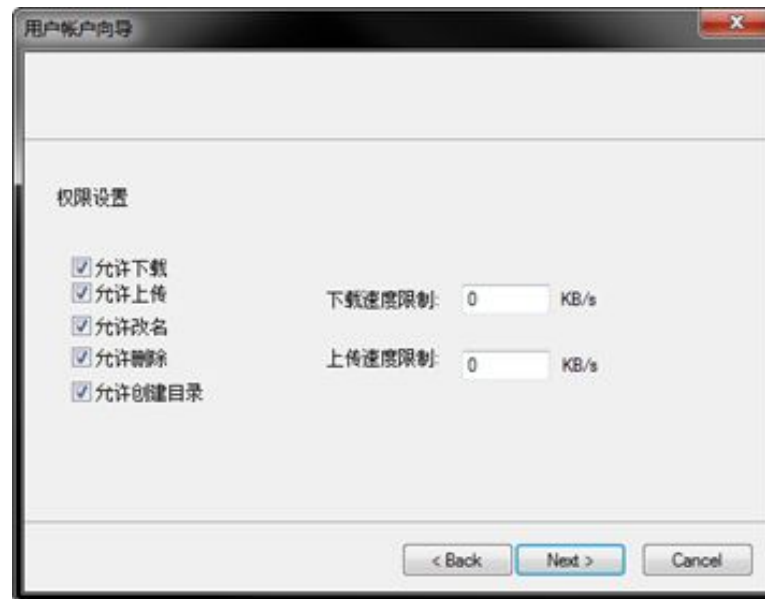 用户帐户向导
权限设置
允许下载
允许上传
允许改名
允许删除
允许创建目录
下载速度限制: 0 KB/s
上传速度限制: 0 KB/s
< Back Next > Cancel